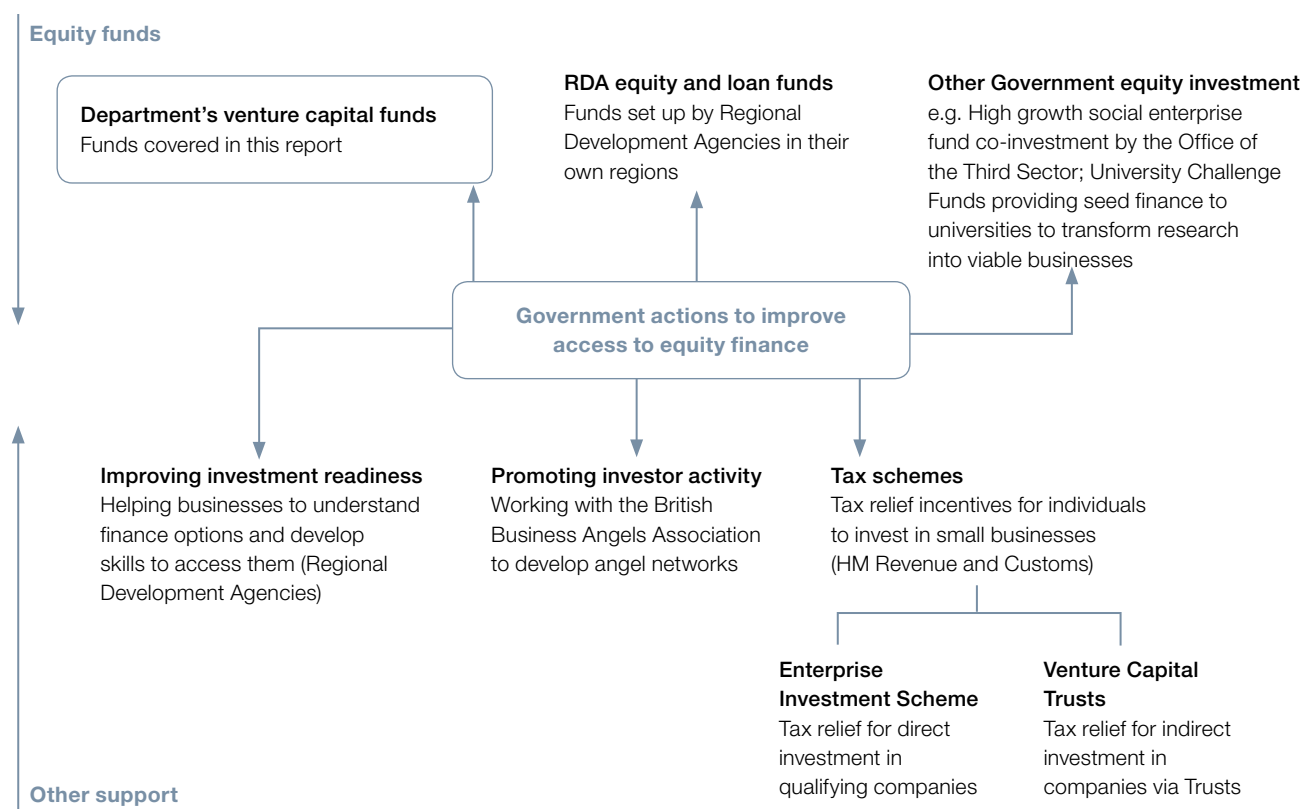 Equity funds
Department’s venture capital funds
Funds covered in this report
RDA equity and loan funds
Funds set up by Regional
Development Agencies in their
own regions
Other Government equity investment
e.g. High growth social enterprise
fund co-investment by the Office of
the Third Sector; University Challenge
Funds providing seed finance to
universities to transform research
into viable businesses
Government actions to improve
access to equity finance
Improving investment readiness
Helping businesses to understand
finance options and develop
skills to access them (Regional
Development Agencies)
Promoting investor activity
Working with the British
Business Angels Association
to develop angel networks
Tax schemes
Tax relief incentives for individuals
to invest in small businesses
(HM Revenue and Customs)
Enterprise
Investment Scheme
Tax relief for direct
investment in
qualifying companies
Venture Capital
Trusts
Tax relief for indirect
investment in
companies via Trusts
Other support